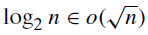 log₂ n ∈ o(√n)